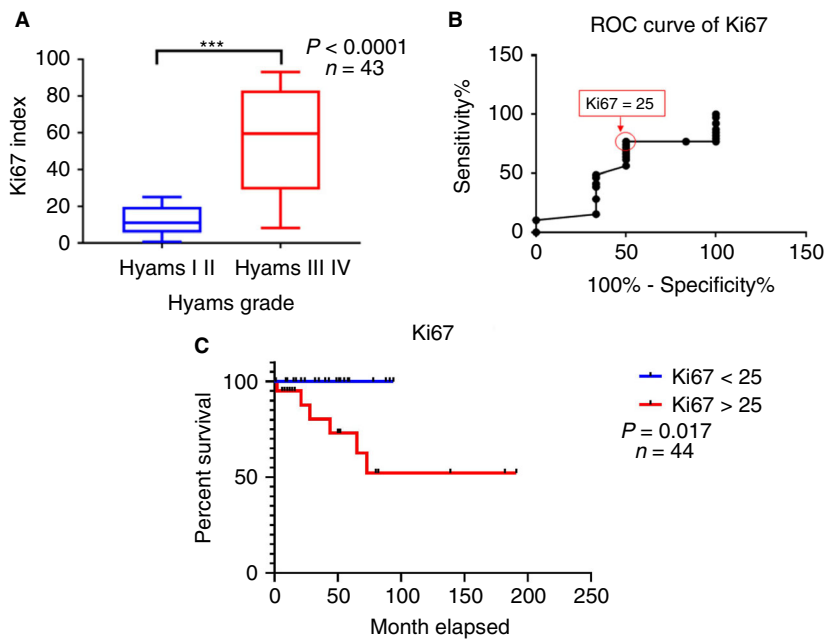 A
***
P < 0.0001
n = 43
100
80
60
40
20
0
Ki67 index
Hyams I II
Hyams III IV
Hyams grade
B
ROC curve of Ki67
150
100
50
0
Sensitivity%
Ki67 = 25
0
50
100
150
100% - Specificity%
C
Ki67
100
50
0
Percent survival
0
50
100
150
200
250
Month elapsed
Ki67 < 25
Ki67 > 25
P = 0.017
n = 44